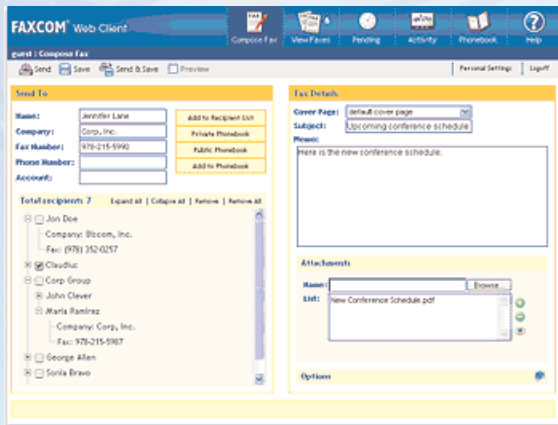 FAXCOM® Web Client
Compose Fax View Faxes Pending Activity Phonebook Help
guest : Compose Fax
Send Save Send & Save Preview Personal Settings Logoff
Send To
Name: Jennifer Lane Add to Recipient List
Company: Corp, Inc. Private Phonebook
Fax Number: 978-215-5990 Public Phonebook
Phone Number: Add to Phonebook
Account:
Total recipients 7 Expand All | Collapse All | Remove | Remove All
Jon Doe
Company: Biscom, Inc.
Fax: (978) 352-0257
Claudius
Corp Group
John Clever
Maria Ramirez
Company: Corp, Inc.
Fax: 978-215-5987
George Allen
Sonia Bravo
Fax Details
Cover Page: default cover page
Subject: Upcoming conference schedule
Memo:
Here is the new conference schedule.
Attachments
Name: Browse...
List: New Conference Schedule.pdf
Options